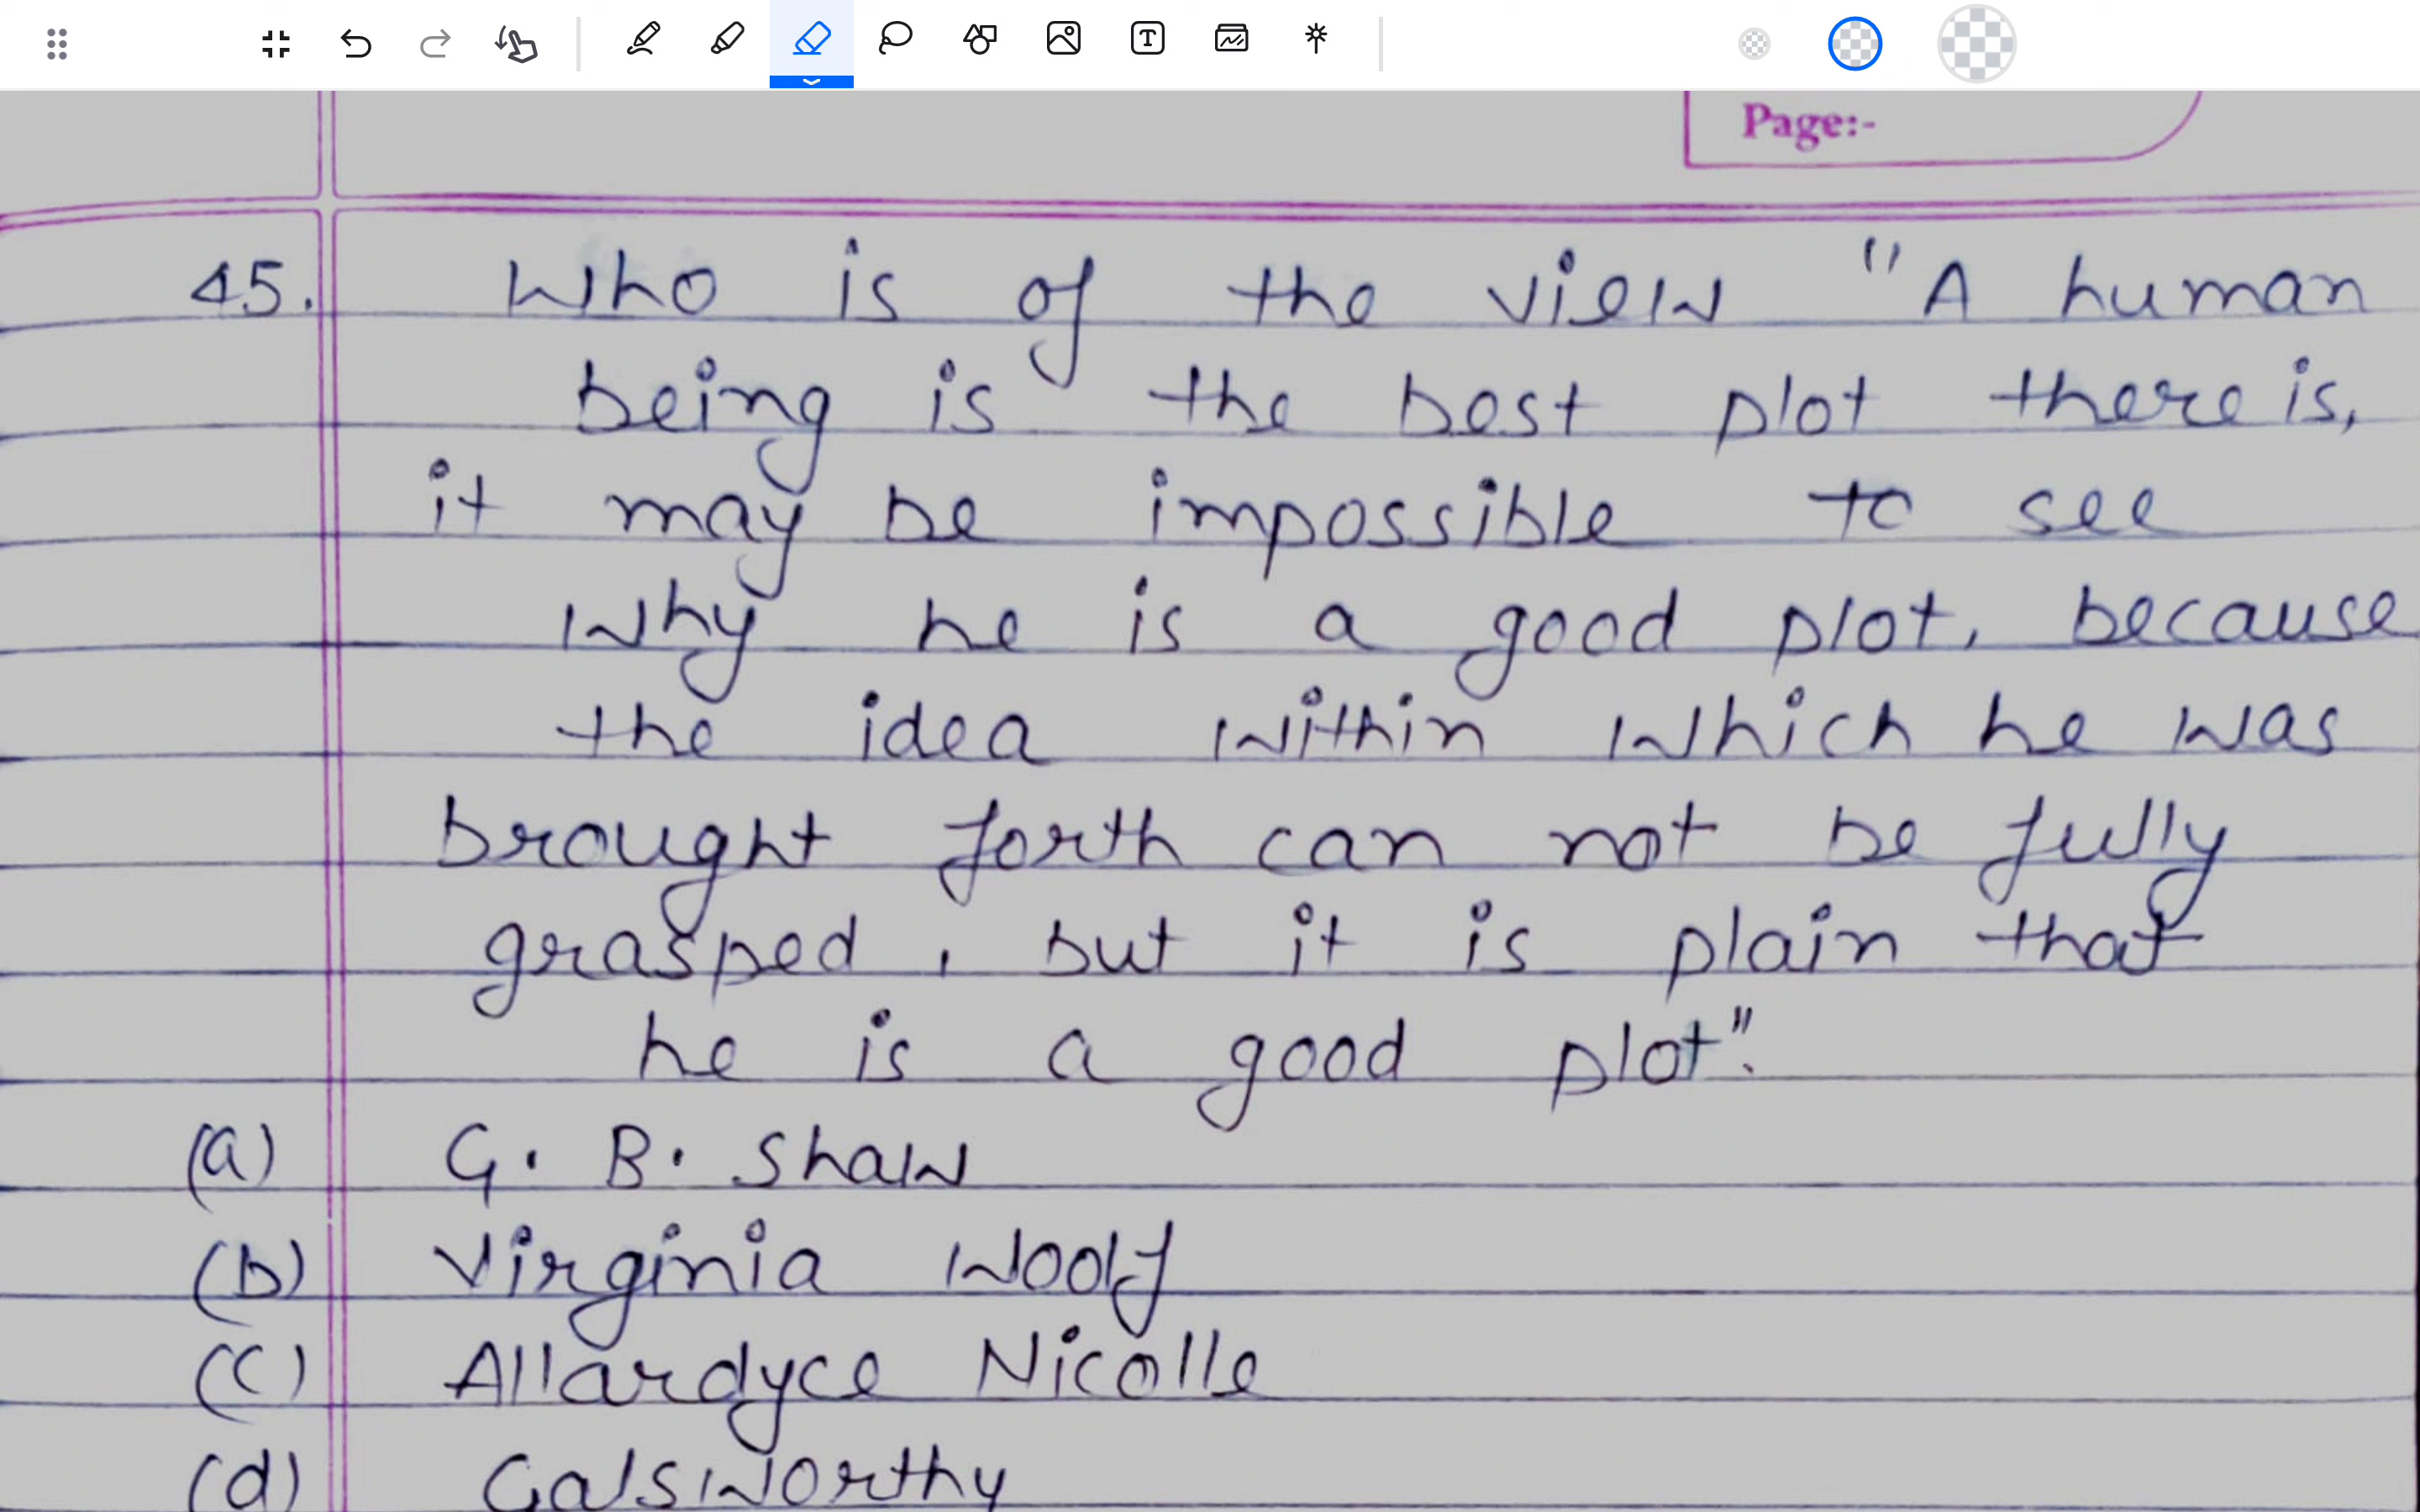 Page:-
45. Who is of the view "A human
being is the best plot there is,
it may be impossible to see
why he is a good plot, because
the idea within which he was
brought forth can not be fully
grasped, but it is plain that
he is a good plot".
(a) G. B. Shaw
(b) Virginia Woolf
(c) Allardyce Nicolle
(d) Galsworthy